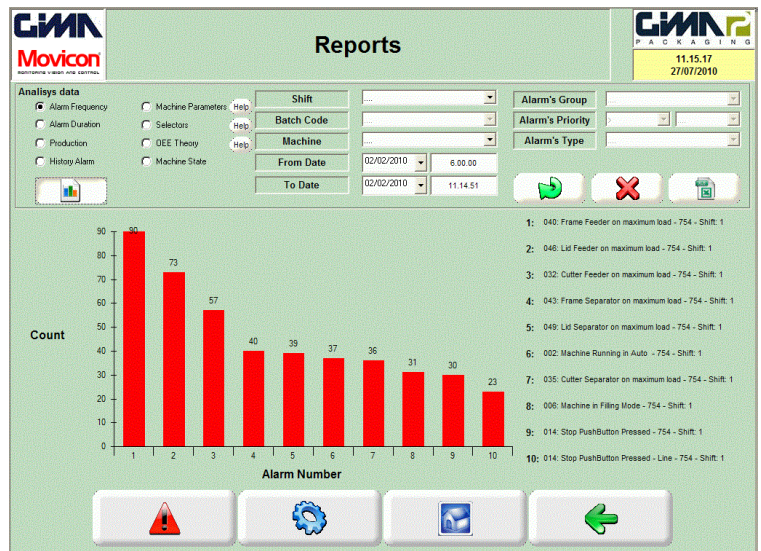 GIMA
Movicon
MONITORING VISION AND CONTROL
Reports
GIMA
PACKAGING
11.15.17
27/07/2010
Analisys data
Alarm Frequency
Alarm Duration
Production
History Alarm
Machine Parameters Help
Selectors Help
OEE Theory Help
Machine State
Shift ....
Batch Code ....
Machine ....
From Date 02/02/2010 6.00.00
To Date 02/02/2010 11.14.51
Alarm's Group ....
Alarm's Priority >
Alarm's Type ....
Count
90
80
70
60
50
40
30
20
10
0
90
73
57
40
39
37
36
31
30
23
1 2 3 4 5 6 7 8 9 10
Alarm Number
1: 040: Frame Feeder on maximum load - 754 - Shift: 1
2: 046: Lid Feeder on maximum load - 754 - Shift: 1
3: 032: Cutter Feeder on maximum load - 754 - Shift: 1
4: 043: Frame Separator on maximum load - 754 - Shift: 1
5: 049: Lid Separator on maximum load - 754 - Shift: 1
6: 002: Machine Running in Auto - 754 - Shift: 1
7: 035: Cutter Separator on maximum load - 754 - Shift: 1
8: 006: Machine in Filling Mode - 754 - Shift: 1
9: 014: Stop PushButton Pressed - 754 - Shift: 1
10: 014: Stop PushButton Pressed - Line - 754 - Shift: 1